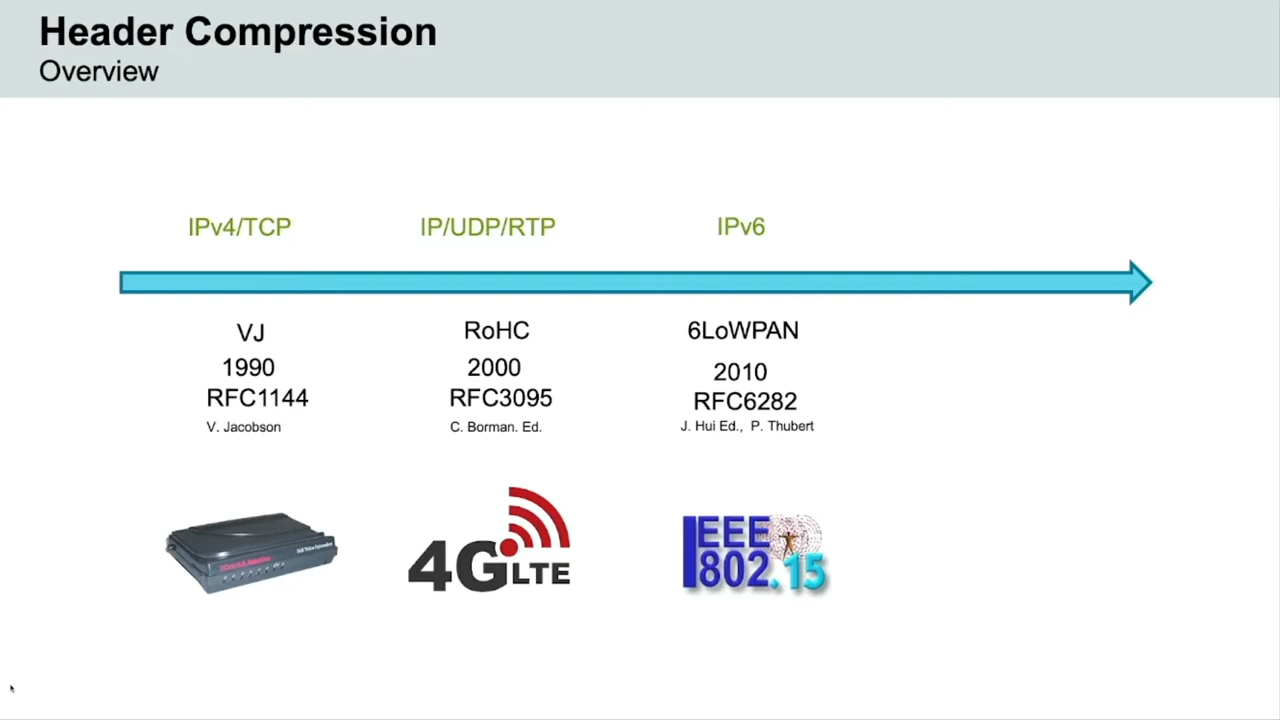 Header Compression
Overview
IPv4/TCP
IP/UDP/RTP
IPv6
VJ
1990
RFC1144
V. Jacobson
RoHC
2000
RFC3095
C. Borman. Ed.
6LoWPAN
2010
RFC6282
J. Hui Ed., P. Thubert
4G LTE
IEEE
802.15